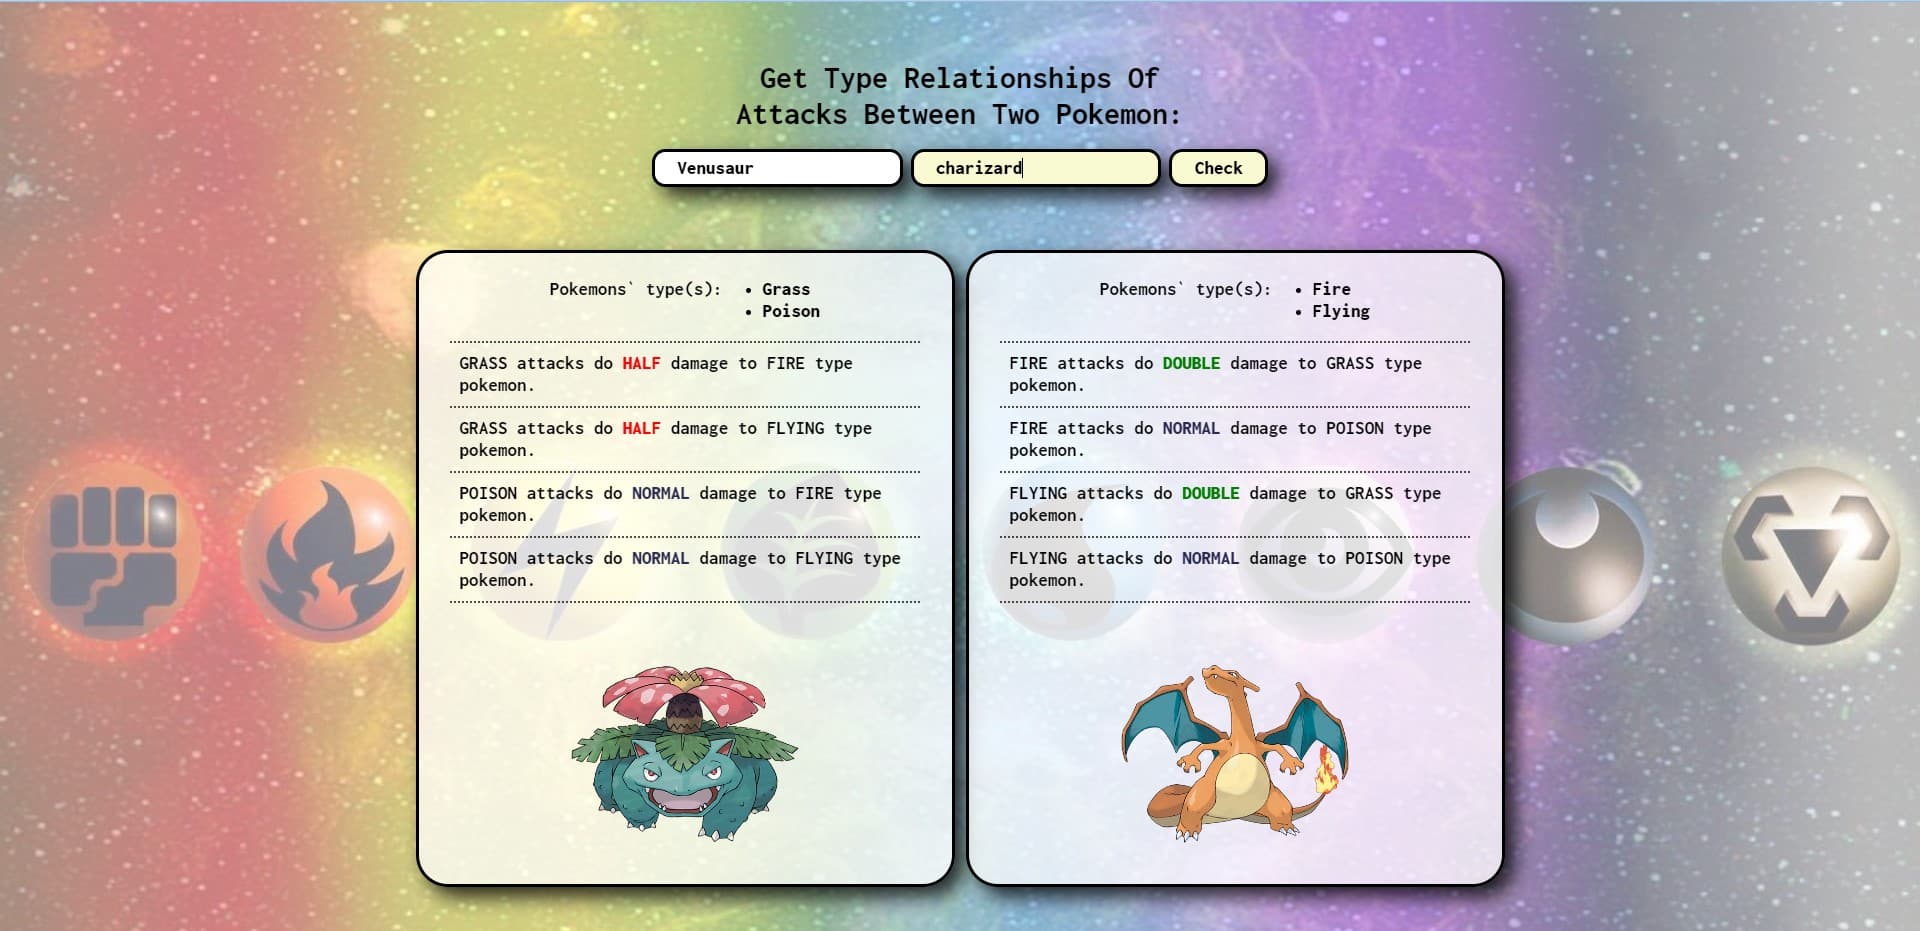 Get Type Relationships Of
Attacks Between Two Pokemon:
Venusaur charizard Check
Pokemons` type(s): • Grass
• Poison
GRASS attacks do HALF damage to FIRE type
pokemon.
GRASS attacks do HALF damage to FLYING type
pokemon.
POISON attacks do NORMAL damage to FIRE type
pokemon.
POISON attacks do NORMAL damage to FLYING type
pokemon.
Pokemons` type(s): • Fire
• Flying
FIRE attacks do DOUBLE damage to GRASS type
pokemon.
FIRE attacks do NORMAL damage to POISON type
pokemon.
FLYING attacks do DOUBLE damage to GRASS type
pokemon.
FLYING attacks do NORMAL damage to POISON type
pokemon.